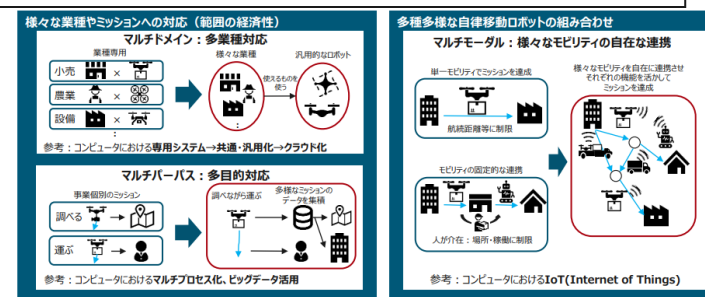 様々な業種やミッションへの対応（範囲の経済性）
マルチドメイン：多業種対応
業種専用
様々な業種
汎用的なロボット
小売
×
使えるものを
使う
農業
×
設備
×
：
：
参考：コンピュータにおける専用システム→共通・汎用化→クラウド化
マルチパーパス：多目的対応
事業個別のミッション
調べながら運ぶ
多様なミッションの
データを集積
調べる
運ぶ
参考：コンピュータにおけるマルチプロセス化、ビッグデータ活用
多種多様な自律移動ロボットの組み合わせ
マルチモーダル：様々なモビリティの自在な連携
単一モビリティでミッションを達成
航続距離等に制限
モビリティの固定的な連携
人が介在：場所・稼働に制限
様々なモビリティを自在に連携させ
それぞれの機能を活かして
ミッションを達成
参考：コンピュータにおけるIoT(Internet of Things)